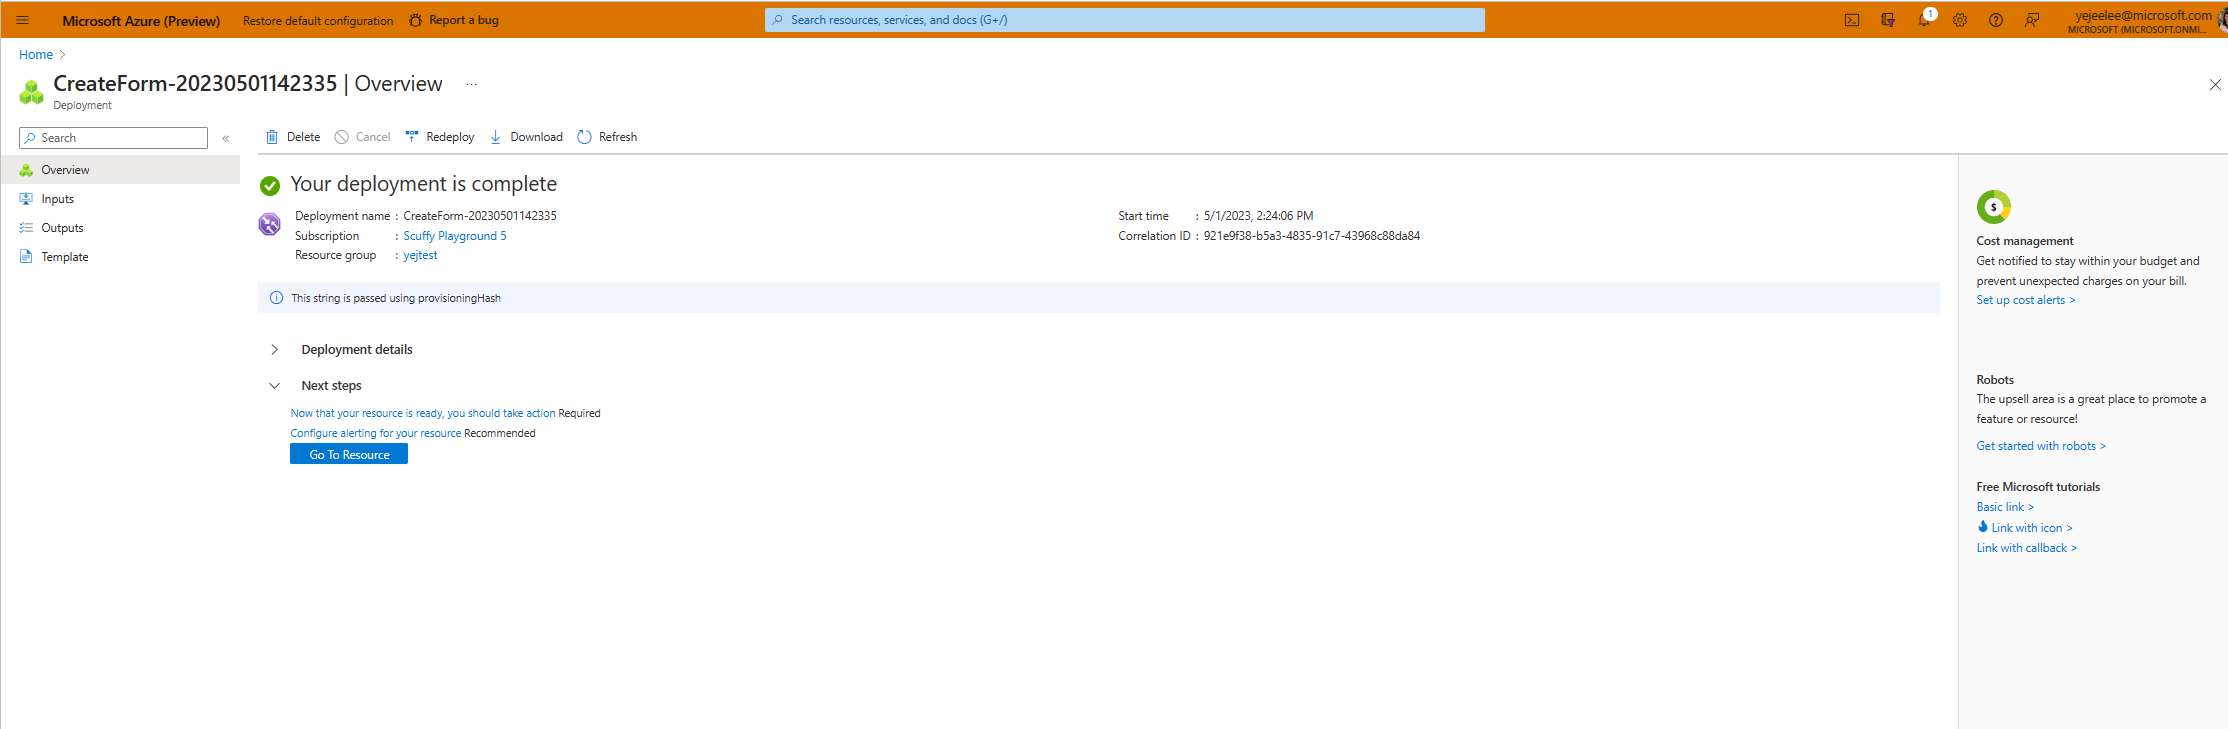 Microsoft Azure (Preview) Restore default configuration Report a bug Search resources, services, and docs (G+/) 1 yejeelee@microsoft.com
MICROSOFT (MICROSOFT.ONMI...
Home >
CreateForm-20230501142335 | Overview ...
Deployment
Search «
Delete Cancel Redeploy Download Refresh
Overview
Inputs
Outputs
Template
Your deployment is complete
Deployment name : CreateForm-20230501142335
Subscription : Scuffy Playground 5
Resource group : yejtest
Start time : 5/1/2023, 2:24:06 PM
Correlation ID : 921e9f38-b5a3-4835-91c7-43968c88da84
This string is passed using provisioningHash
Deployment details
Next steps
Now that your resource is ready, you should take action Required
Configure alerting for your resource Recommended
Go To Resource
$
Cost management
Get notified to stay within your budget and
prevent unexpected charges on your bill.
Set up cost alerts >
Robots
The upsell area is a great place to promote a
feature or resource!
Get started with robots >
Free Microsoft tutorials
Basic link >
Link with icon >
Link with callback >